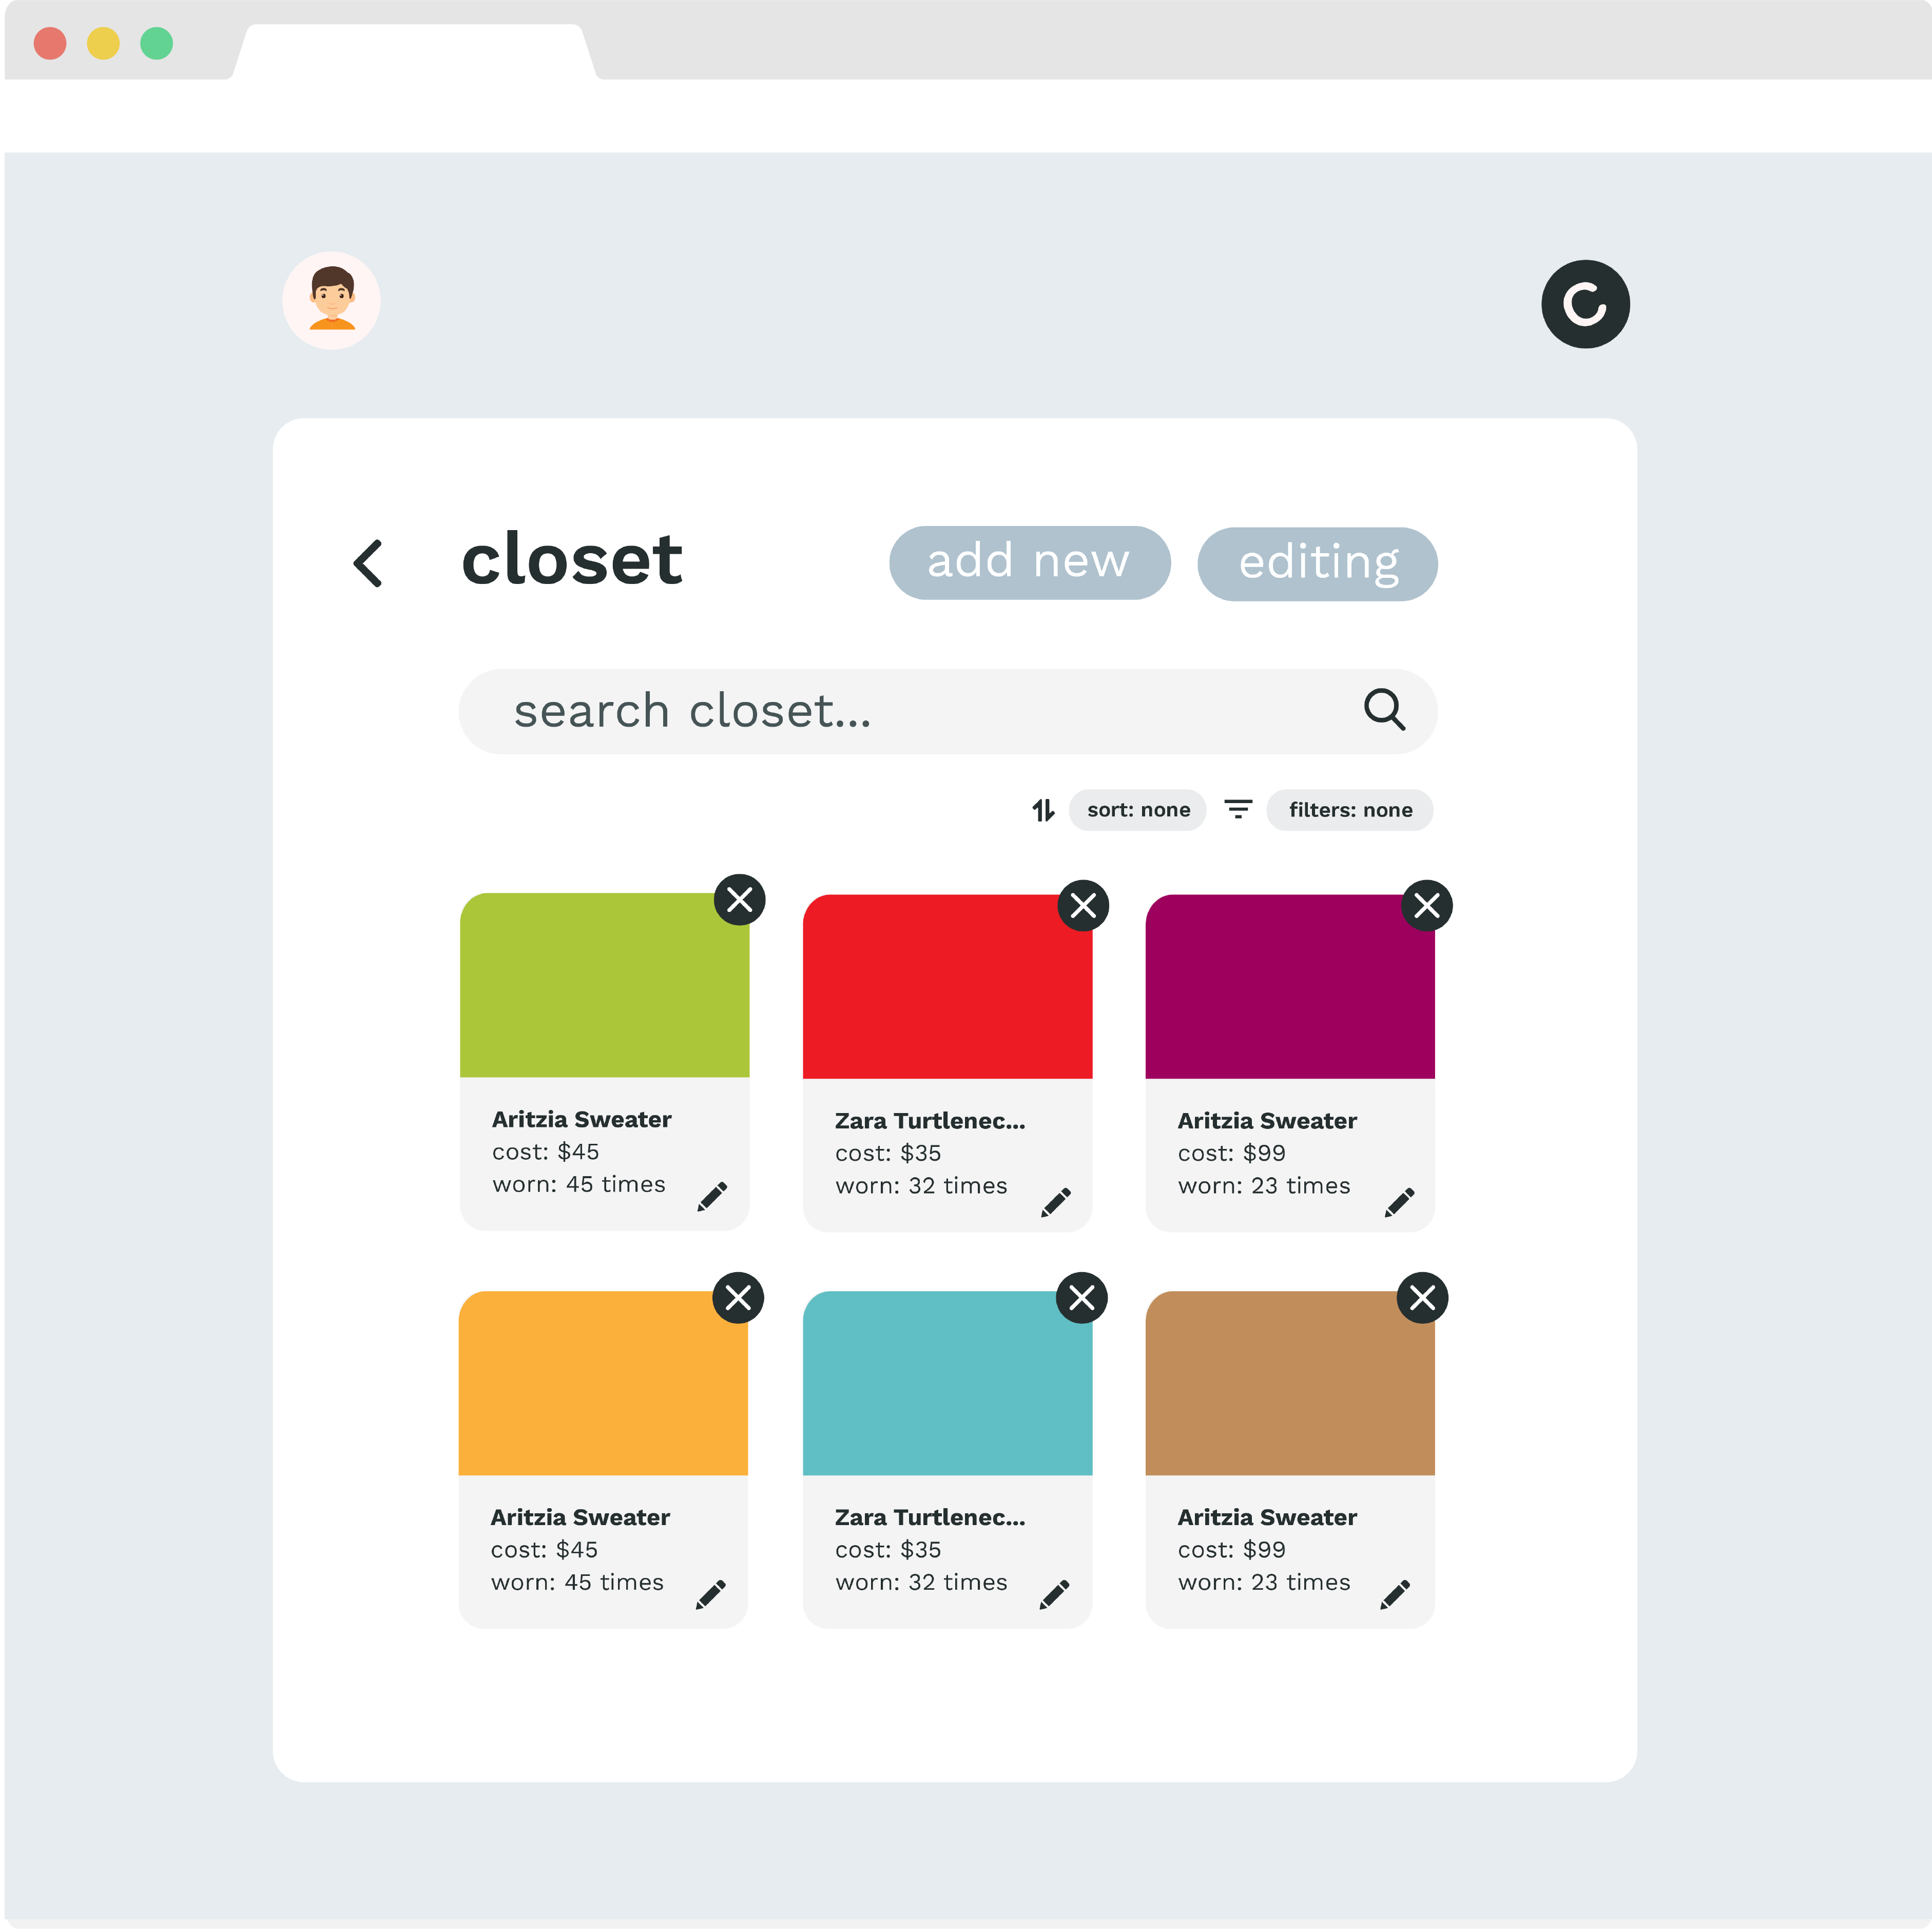 C
closet
add new
editing
search closet...
sort: none
filters: none
Aritzia Sweater
cost: $45
worn: 45 times
Zara Turtlenec...
cost: $35
worn: 32 times
Aritzia Sweater
cost: $99
worn: 23 times
Aritzia Sweater
cost: $45
worn: 45 times
Zara Turtlenec...
cost: $35
worn: 32 times
Aritzia Sweater
cost: $99
worn: 23 times